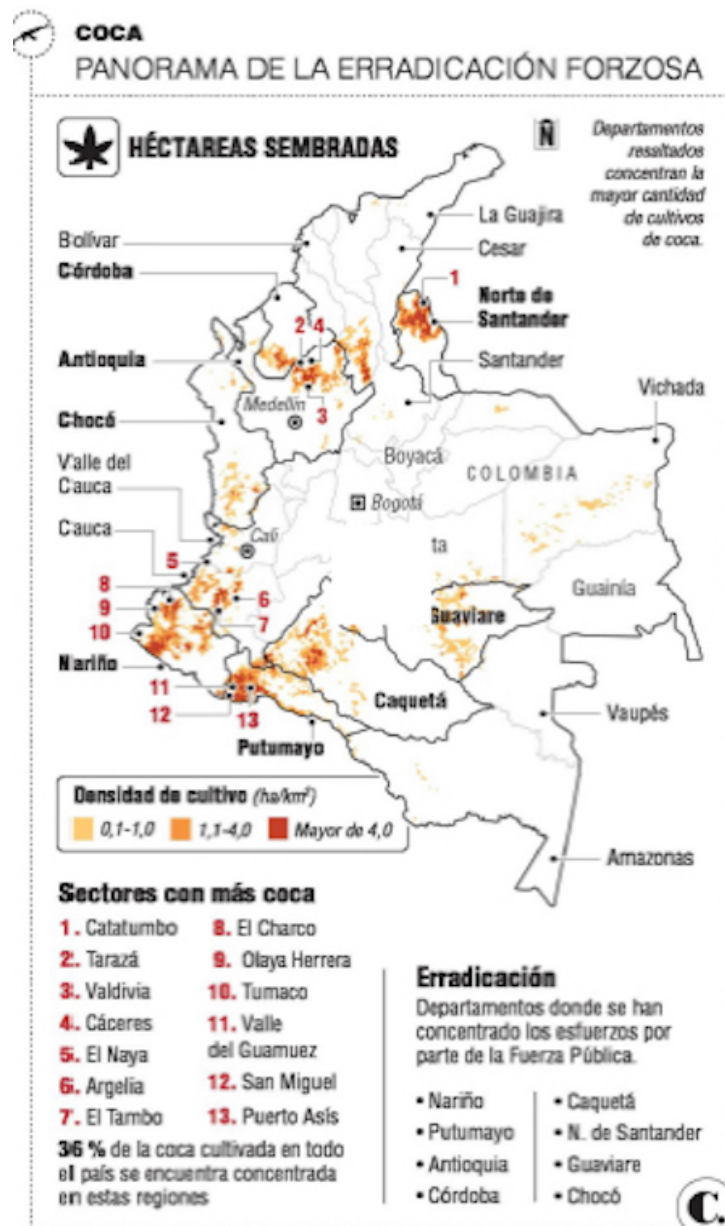 COCA
PANORAMA DE LA ERRADICACIÓN FORZOSA
HÉCTAREAS SEMBRADAS
N
Departamentos
resaltados
concentran la
mayor cantidad
de cultivos
de coca.
La Guajira
Bolívar
Cesar
Córdoba
1
Norte de
Santander
2 4
Antioquia
Santander
3
Medellín
Vichada
Chocó
Boyacá
COLOMBIA
Valle del
Cauca
Bogotá
Cauca
Cali
ta
5
Guainía
8
6
9
Guaviare
10
7
Nariño
11
Caquetá
12
13
Vaupés
Putumayo
Densidad de cultivo (ha/km²)
0,1-1,0 1,1-4,0 Mayor de 4,0
Amazonas
Sectores con más coca
1. Catatumbo
2. Tarazá
3. Valdivia
4. Cáceres
5. El Naya
6. Argelia
7. El Tambo
8. El Charco
9. Olaya Herrera
10. Tumaco
11. Valle
del Guamuez
12. San Miguel
13. Puerto Asís
36 % de la coca cultivada en todo
el país se encuentra concentrada
en estas regiones
Erradicación
Departamentos donde se han
concentrado los esfuerzos por
parte de la Fuerza Pública.
• Nariño
• Putumayo
• Antioquia
• Córdoba
• Caquetá
• N. de Santander
• Guaviare
• Chocó
C.